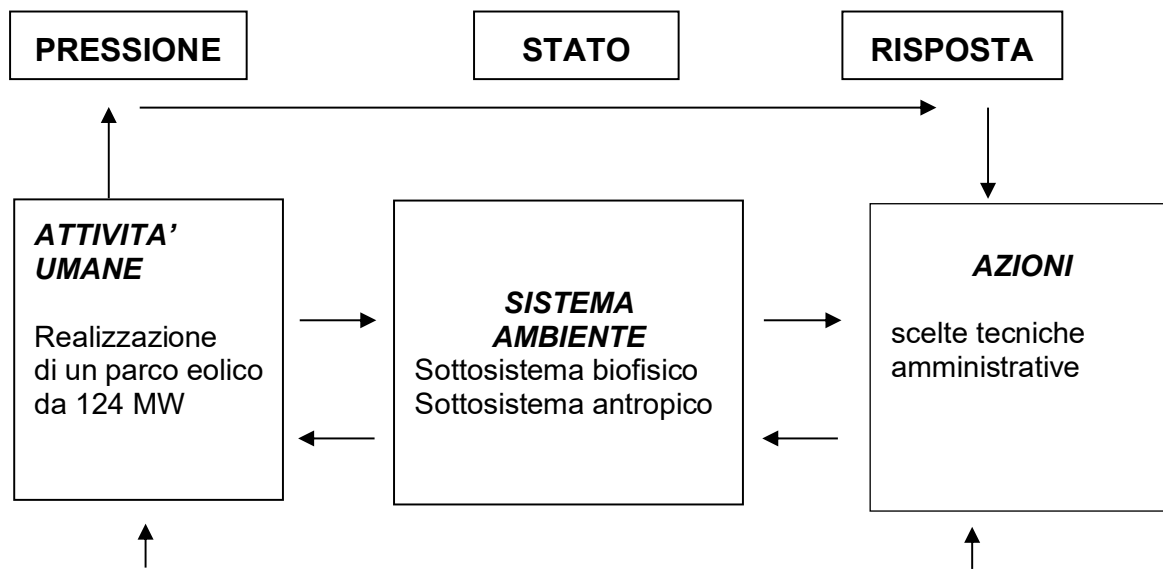 PRESSIONE
STATO
RISPOSTA
ATTIVITA’
UMANE
Realizzazione
di un parco eolico
da 124 MW
SISTEMA
AMBIENTE
Sottosistema biofisico
Sottosistema antropico
AZIONI
scelte tecniche
amministrative